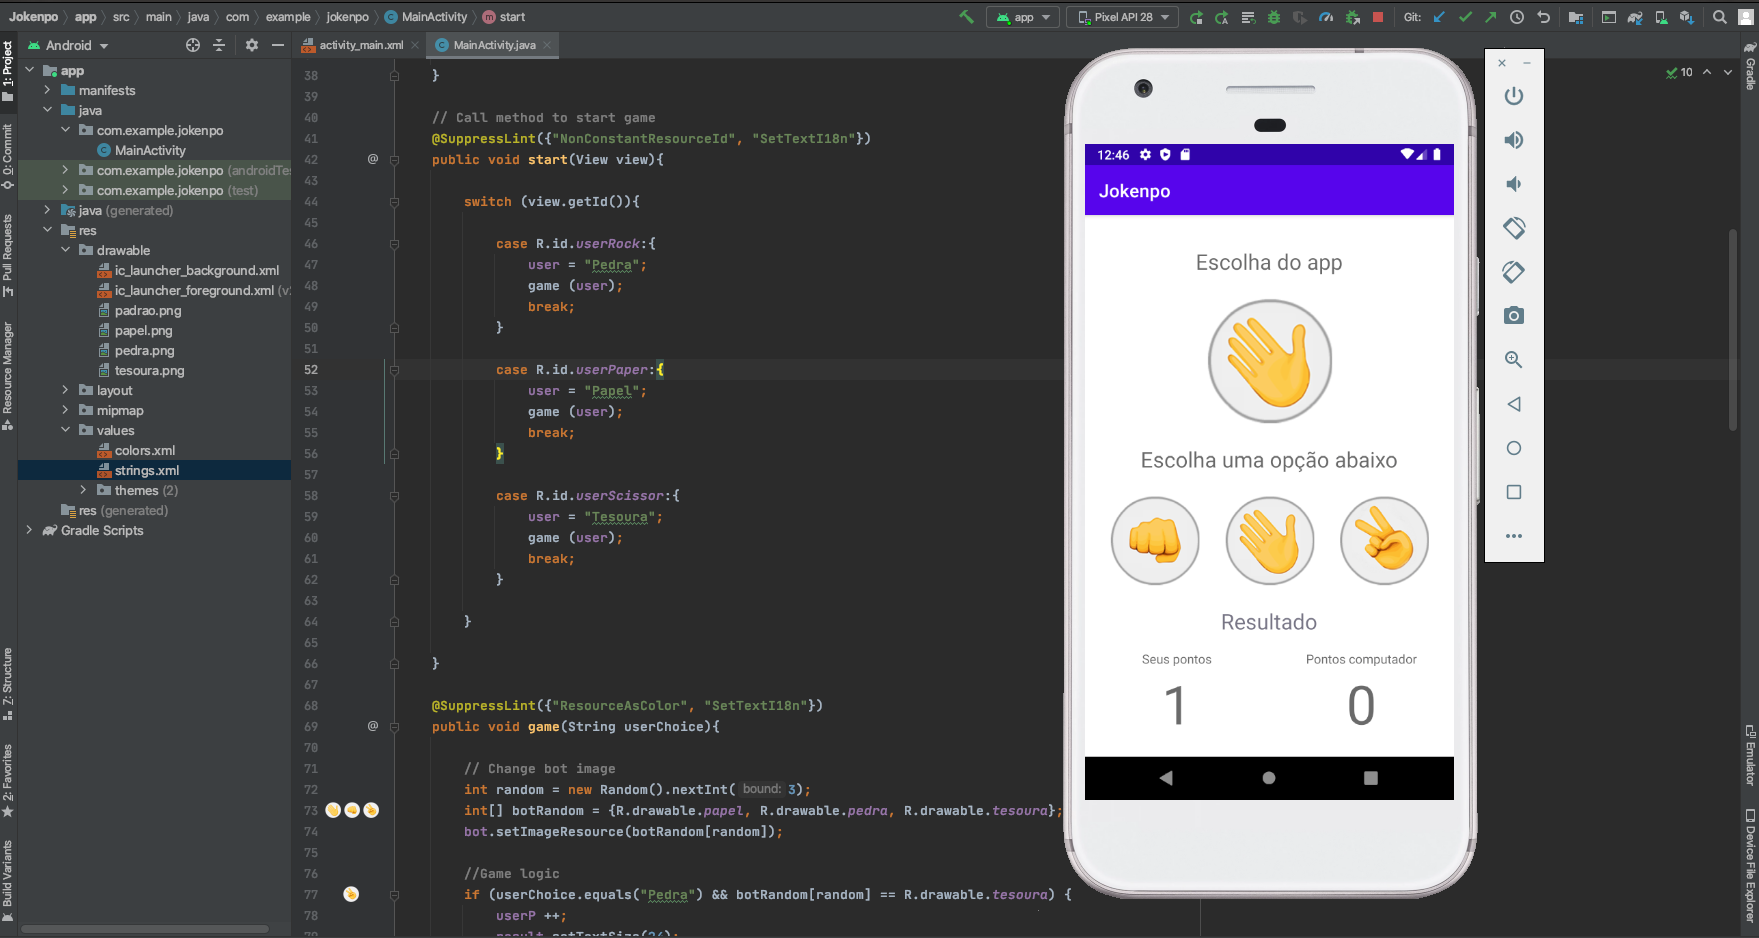 Jokenpo app src main java com example jokenpo MainActivity start
app Pixel API 28 Git:
Android activity_main.xml MainActivity.java
1: Project
0: Commit
Pull Requests
Resource Manager
Z: Structure
2: Favorites
Build Variants
app
manifests
java
com.example.jokenpo
MainActivity
com.example.jokenpo (androidTes
com.example.jokenpo (test)
java (generated)
res
drawable
ic_launcher_background.xml
ic_launcher_foreground.xml (v
padrao.png
papel.png
pedra.png
tesoura.png
layout
mipmap
values
colors.xml
strings.xml
themes (2)
res (generated)
Gradle Scripts
38 }
39
40 // Call method to start game
41 @SuppressLint({"NonConstantResourceId", "SetTextI18n"})
42 @ public void start(View view){
43
44 switch (view.getId()){
45
46 case R.id.userRock:{
47 user = "Pedra";
48 game (user);
49 break;
50 }
51
52 case R.id.userPaper:{
53 user = "Papel";
54 game (user);
55 break;
56 }
57
58 case R.id.userScissor:{
59 user = "Tesoura";
60 game (user);
61 break;
62 }
63
64 }
65
66 }
67
68 @SuppressLint({"ResourceAsColor", "SetTextI18n"})
69 @ public void game(String userChoice){
70
71 // Change bot image
72 int random = new Random().nextInt( bound: 3);
73 int[] botRandom = {R.drawable.papel, R.drawable.pedra, R.drawable.tesoura};
74 bot.setImageResource(botRandom[random]);
75
76 //Game logic
77 if (userChoice.equals("Pedra") && botRandom[random] == R.drawable.tesoura) {
78 userP ++;
10
12:46
Jokenpo
Escolha do app
Escolha uma opção abaixo
Resultado
Seus pontos Pontos computador
1 0
Gradle
Emulator
Device File Explorer